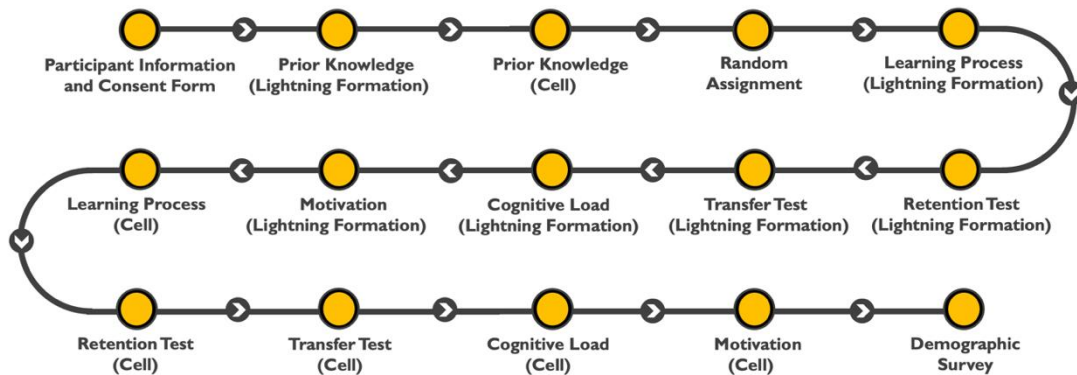 Participant Information
and Consent Form
Prior Knowledge
(Lightning Formation)
Prior Knowledge
(Cell)
Random
Assignment
Learning Process
(Lightning Formation)
Retention Test
(Lightning Formation)
Transfer Test
(Lightning Formation)
Cognitive Load
(Lightning Formation)
Motivation
(Lightning Formation)
Learning Process
(Cell)
Retention Test
(Cell)
Transfer Test
(Cell)
Cognitive Load
(Cell)
Motivation
(Cell)
Demographic
Survey